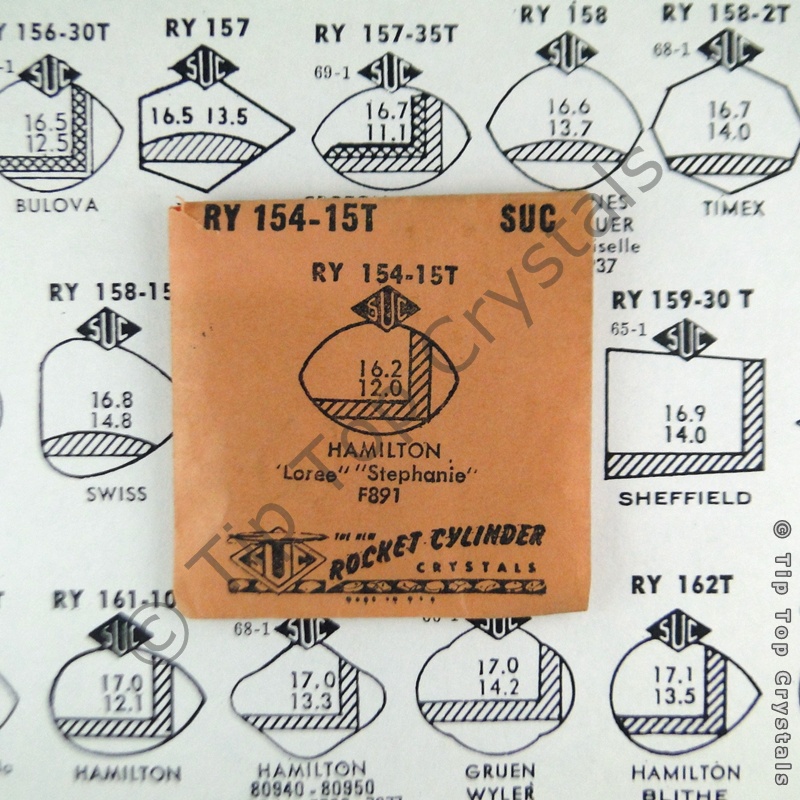 RY 156-30T
RY 157
RY 157-35T
RY 158
RY 158-2T
SUC
SUC
69-1 SUC
SUC
68-1 SUC
16.5
12.5
16.5 13.5
16.7
11.1
16.6
13.7
16.7
14.0
BULOVA
TIMEX
RY 154-15T SUC
RY 154-15T
SUC
16.2
12.0
HAMILTON
"Loree" "Stephanie"
F891
THE NEW
SUC ROCKET CYLINDER
CRYSTALS
RY 158-15
SUC
16.8
14.8
SWISS
RY 159-30 T
65-1 SUC
16.9
14.0
SHEFFIELD
RY 161-10
SUC
17.0
12.1
HAMILTON
68-1 SUC
17.0
13.3
HAMILTON
80940-80950
SUC
17.0
14.2
GRUEN
WYLER
RY 162T
SUC
17.1
13.5
HAMILTON
BLITHE
© Tip Top Crystals
© Tip Top Crystals